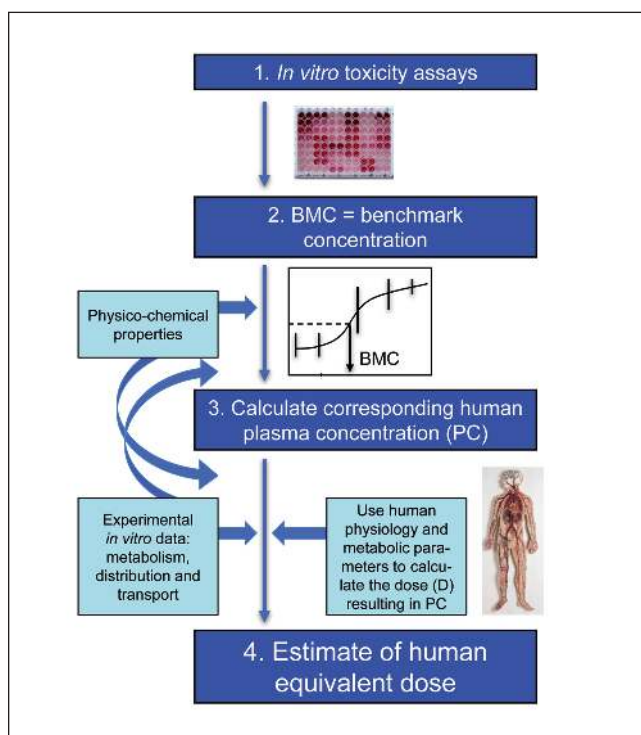 1. In vitro toxicity assays
2. BMC = benchmark
concentration
Physico-chemical
properties
BMC
3. Calculate corresponding human
plasma concentration (PC)
Experimental
in vitro data:
metabolism,
distribution and
transport
Use human
physiology and
metabolic para-
meters to calcu-
late the dose (D)
resulting in PC
4. Estimate of human
equivalent dose